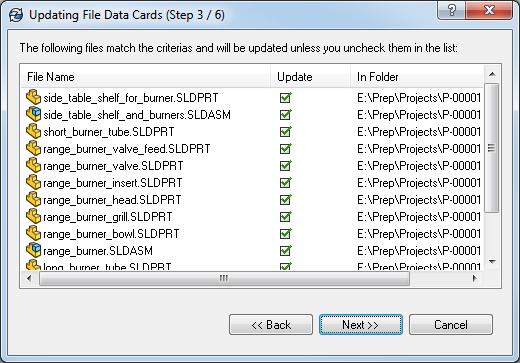 Updating File Data Cards (Step 3 / 6)
The following files match the criterias and will be updated unless you uncheck them in the list:
File Name Update In Folder
side_table_shelf_for_burner.SLDPRT E:\Prep\Projects\P-00001
side_table_shelf_and_burners.SLDASM E:\Prep\Projects\P-00001
short_burner_tube.SLDPRT E:\Prep\Projects\P-00001
range_burner_valve_feed.SLDPRT E:\Prep\Projects\P-00001
range_burner_valve.SLDPRT E:\Prep\Projects\P-00001
range_burner_insert.SLDPRT E:\Prep\Projects\P-00001
range_burner_head.SLDPRT E:\Prep\Projects\P-00001
range_burner_grill.SLDPRT E:\Prep\Projects\P-00001
range_burner_bowl.SLDPRT E:\Prep\Projects\P-00001
range_burner.SLDASM E:\Prep\Projects\P-00001
long_burner_tube.SLDPRT E:\Prep\Projects\P-00001
<< Back Next >> Cancel